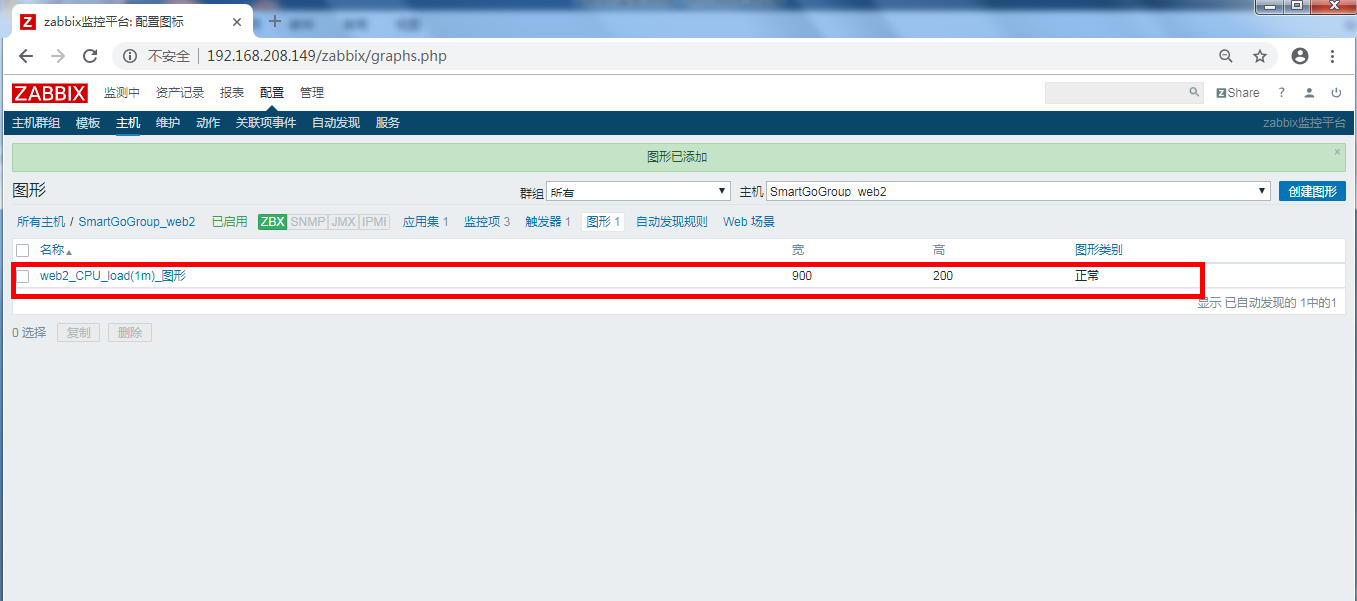 zabbix监控平台: 配置图标
不安全 192.168.208.149/zabbix/graphs.php
ZABBIX 监测中 资产记录 报表 配置 管理 Share ?
主机群组 模板 主机 维护 动作 关联项事件 自动发现 服务 zabbix监控平台
图形已添加
图形 群组 所有 主机 SmartGoGroup_web2 创建图形
所有主机 / SmartGoGroup_web2 已启用 ZBX SNMP JMX IPMI 应用集 1 监控项 3 触发器 1 图形 1 自动发现规则 Web 场景
名称 宽 高 图形类别
web2_CPU_load(1m)_图形 900 200 正常
显示 已自动发现的 1中的1
0 选择 复制 删除